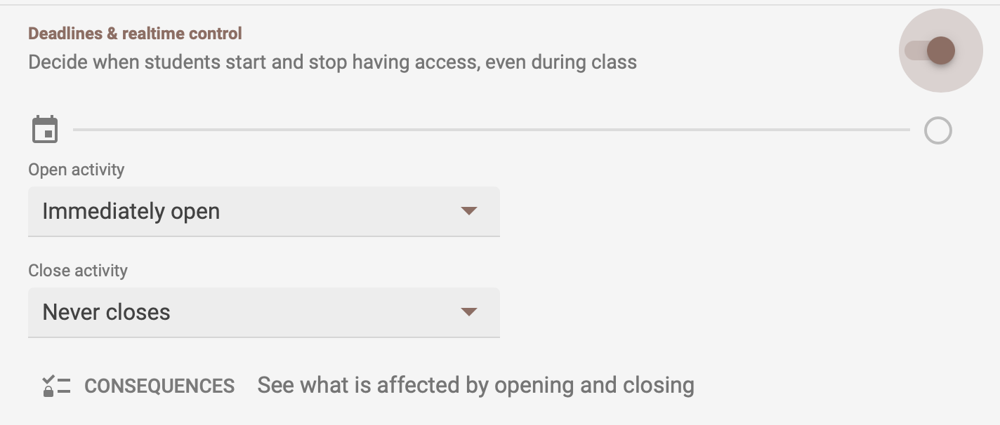 Deadlines & realtime control
Decide when students start and stop having access, even during class
Open activity
Immediately open
Close activity
Never closes
CONSEQUENCES See what is affected by opening and closing